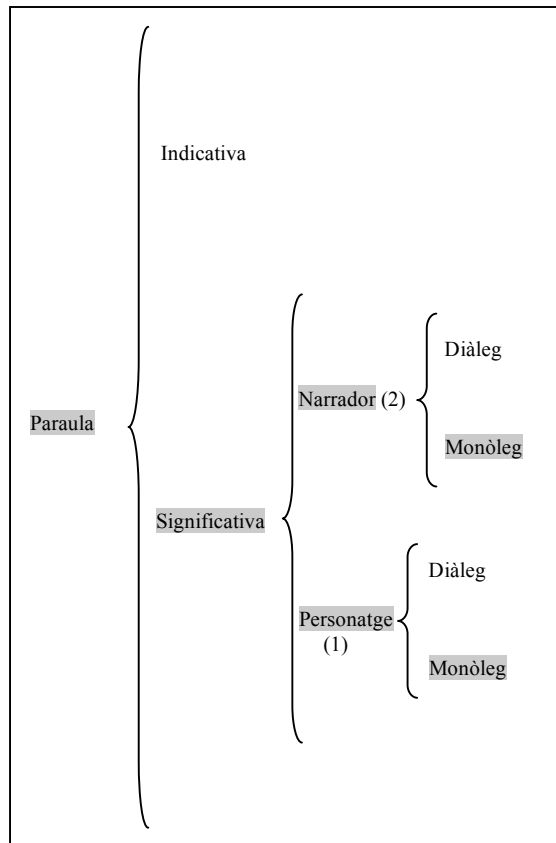 Indicativa
Diàleg
Narrador (2)
Paraula
Monòleg
Significativa
Diàleg
Personatge
(1)
Monòleg